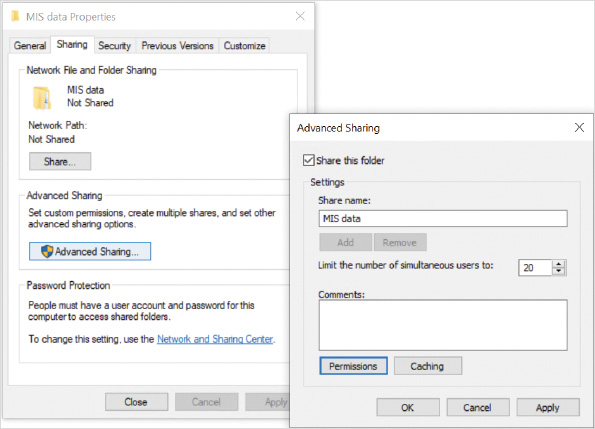 MIS data Properties
General Sharing Security Previous Versions Customize
Network File and Folder Sharing
MIS data
Not Shared
Network Path:
Not Shared
Share...
Advanced Sharing
Set custom permissions, create multiple shares, and set other
advanced sharing options.
Advanced Sharing...
Password Protection
People must have a user account and password for this
computer to access shared folders.
To change this setting, use the Network and Sharing Center.
Close Cancel Apply
Advanced Sharing
Share this folder
Settings
Share name:
MIS data
Add Remove
Limit the number of simultaneous users to: 20
Comments:
Permissions Caching
OK Cancel Apply